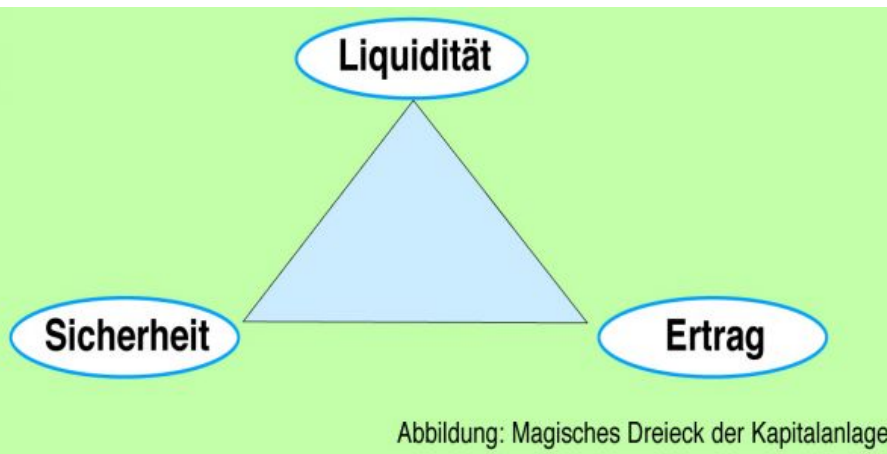 Liquidität
Sicherheit
Ertrag
Abbildung: Magisches Dreieck der Kapitalanlage